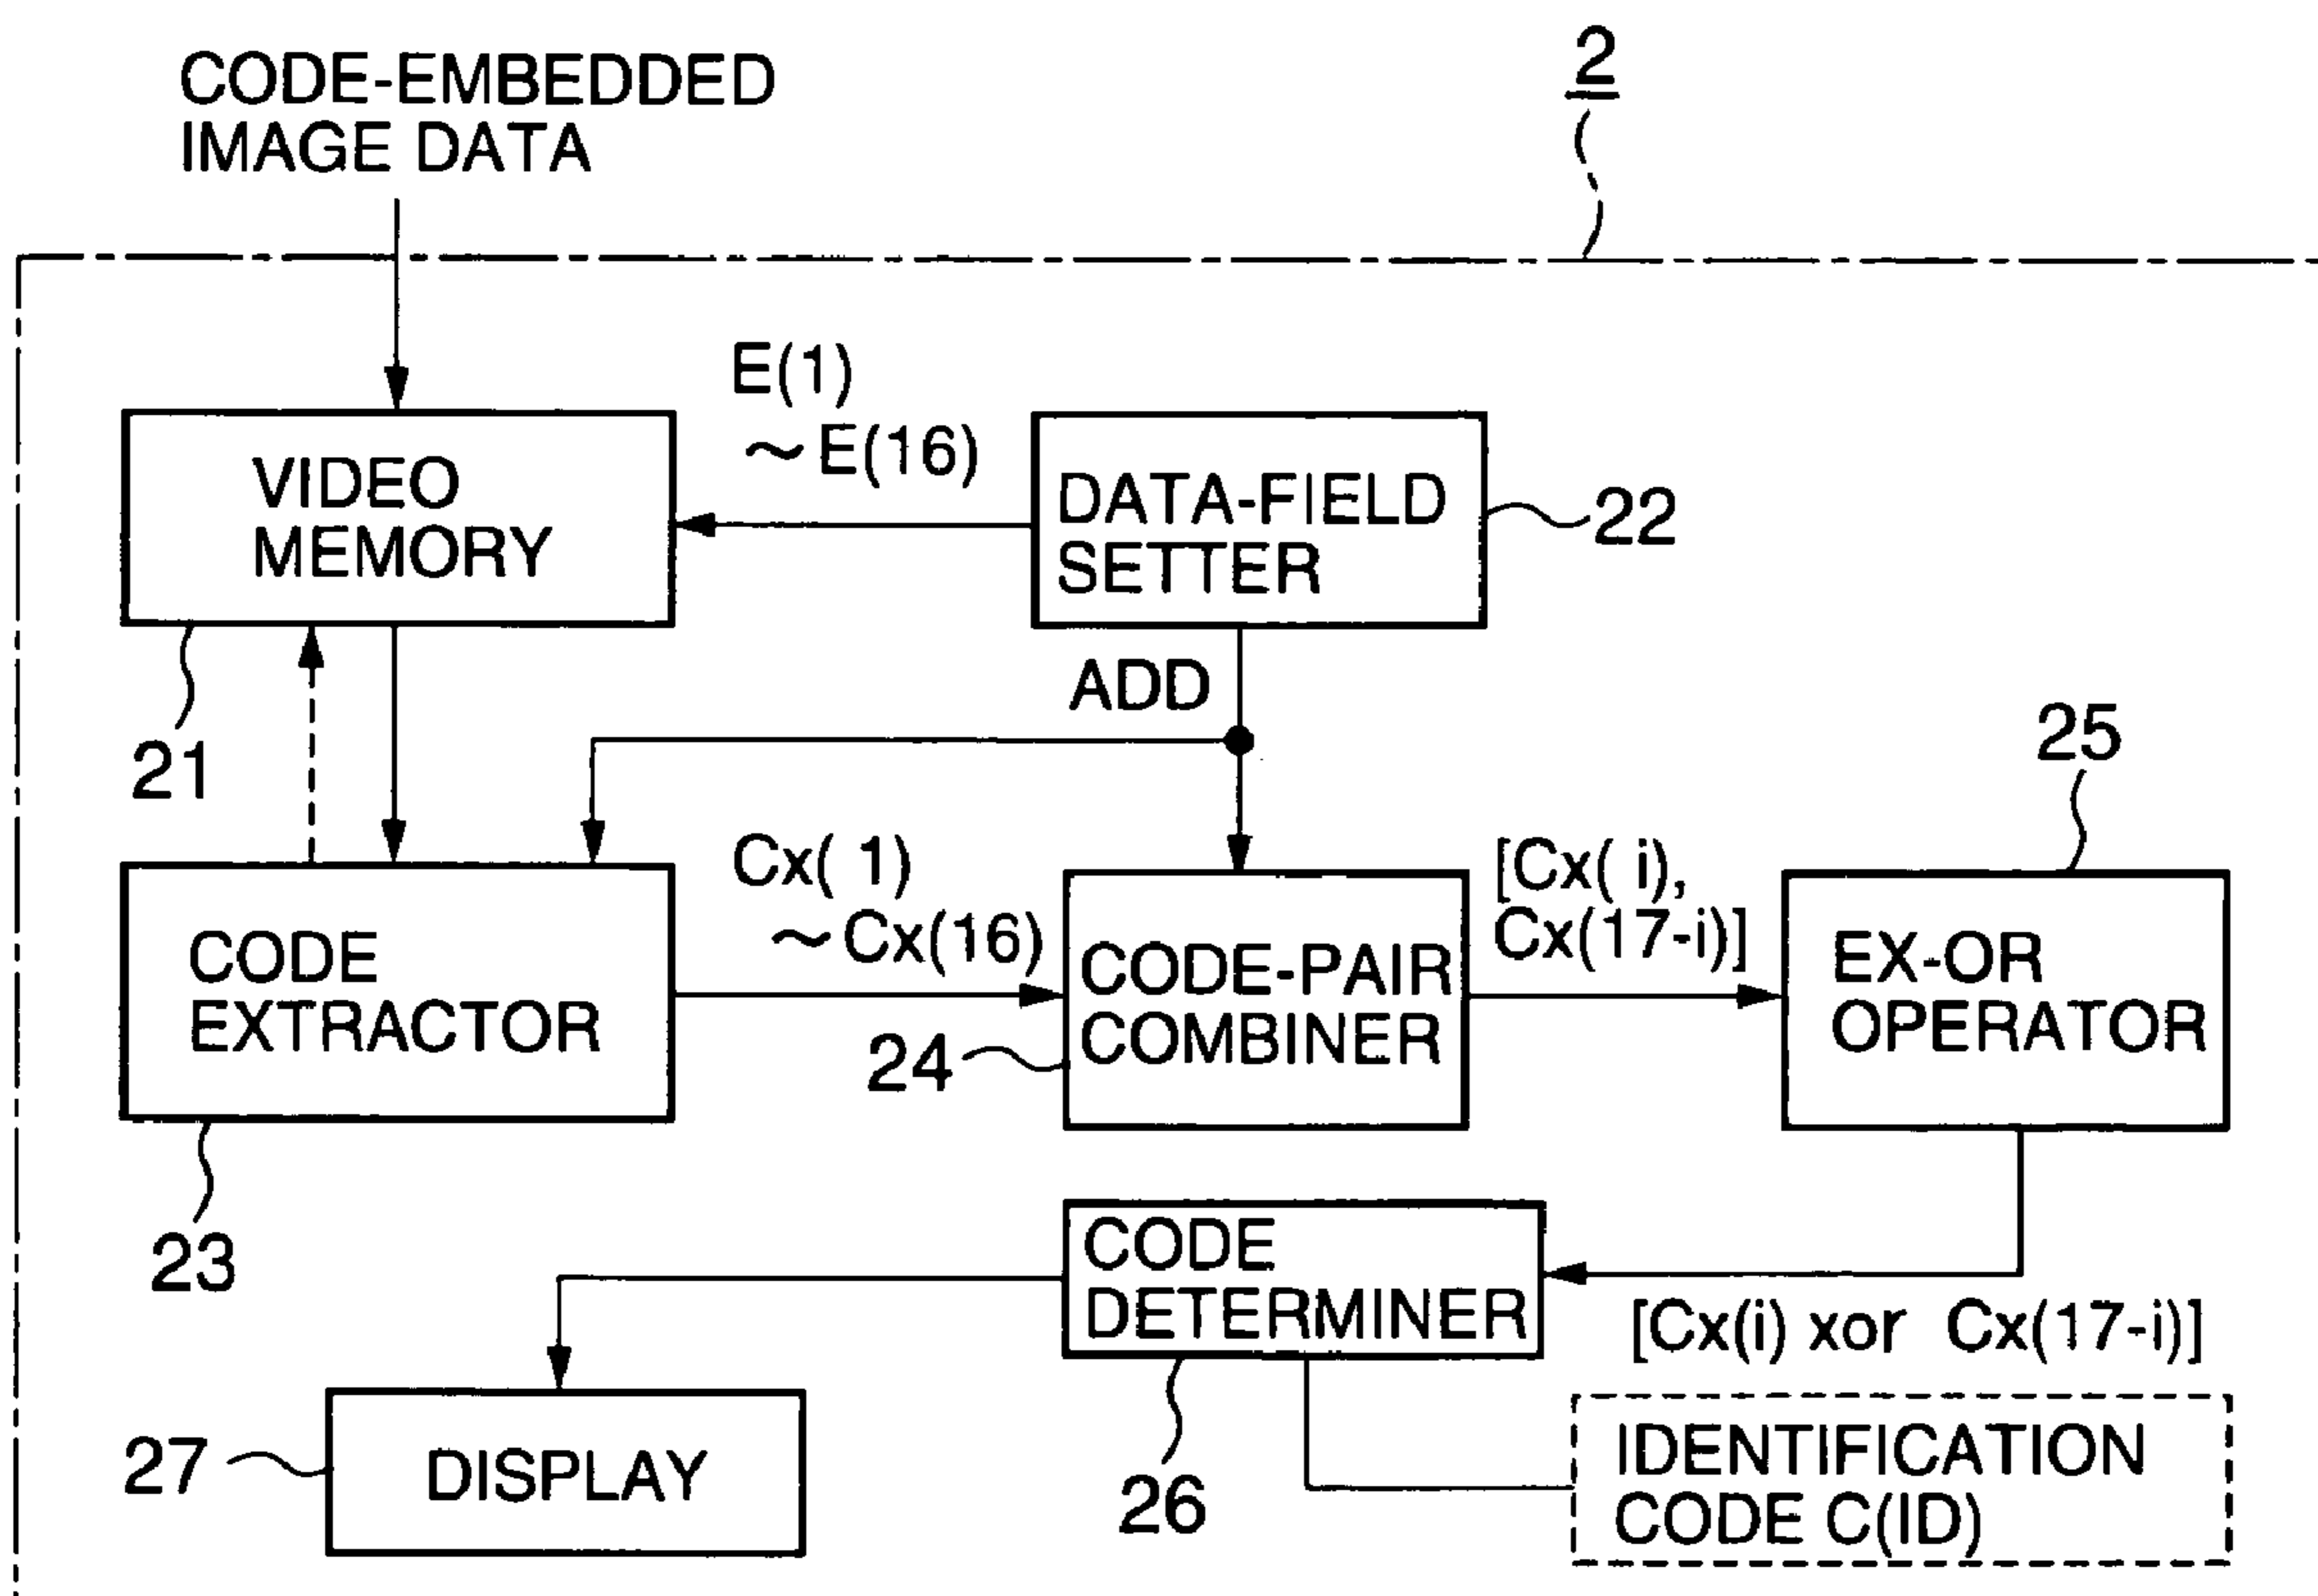 CODE-EMBEDDED
IMAGE DATA
2
E(1)
~E(16)
VIDEO
MEMORY
DATA-FIELD
SETTER
22
ADD
21
25
Cx( 1)
~Cx(16)
[Cx( i),
Cx(17-i)]
CODE
EXTRACTOR
CODE-PAIR
COMBINER
EX-OR
OPERATOR
24
23
CODE
DETERMINER
[Cx(i) xor Cx(17-i)]
27
DISPLAY
26
IDENTIFICATION
CODE C(ID)